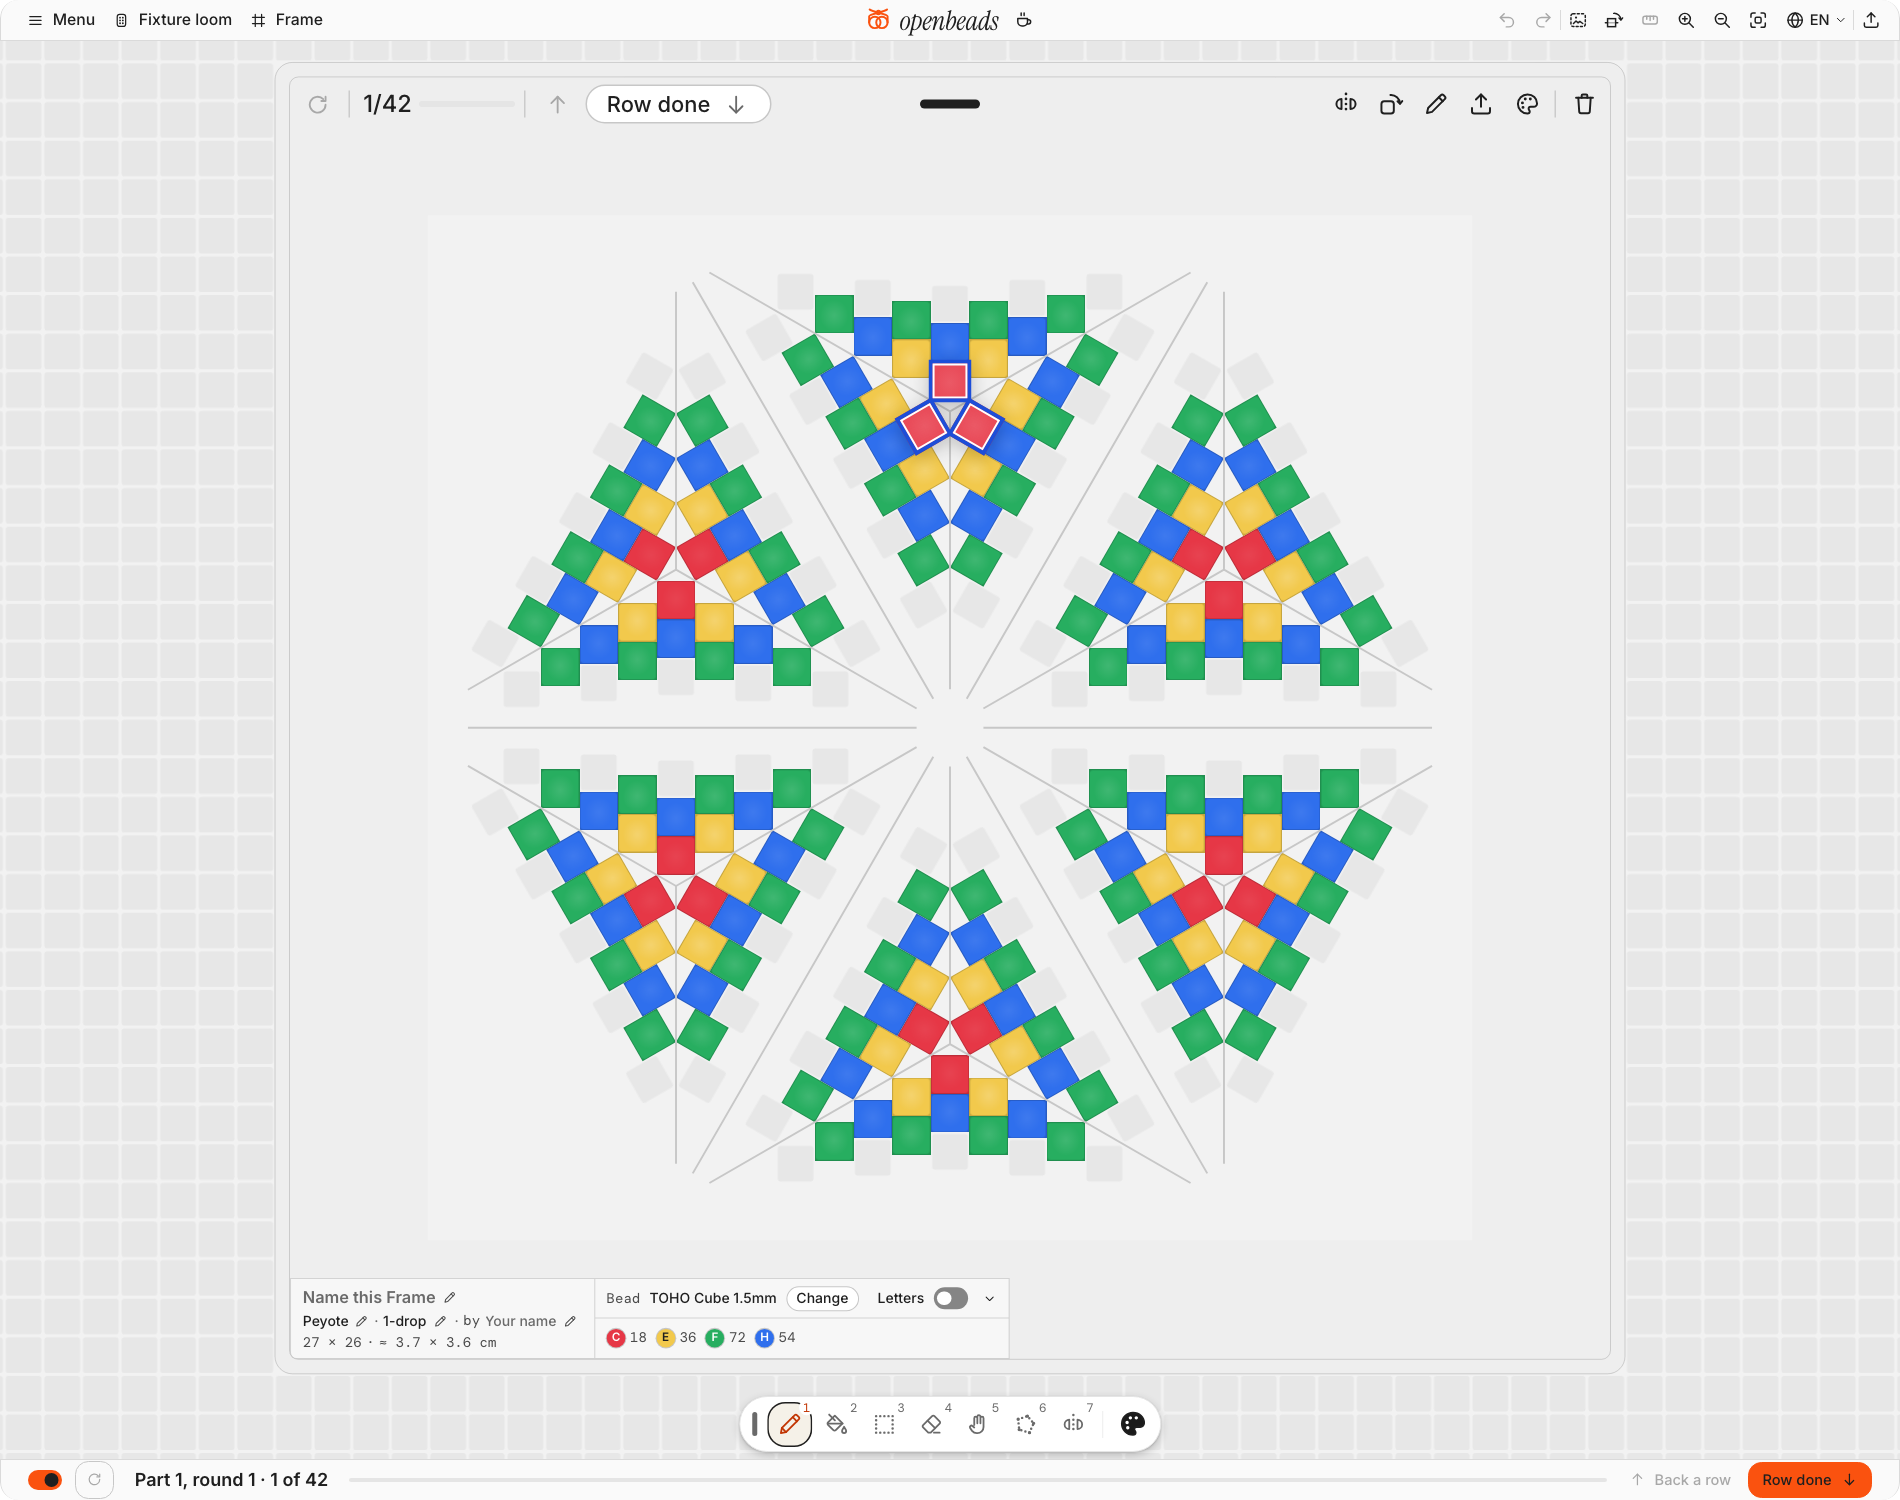 Menu Fixture loom Frame openbeads EN
1/42 Row done
Name this Frame
Peyote · 1-drop · by Your name
27 × 26 · ≈ 3.7 × 3.6 cm
Bead TOHO Cube 1.5mm Change Letters
C 18 E 36 F 72 H 54
1 2 3 4 5 6 7
Part 1, round 1 · 1 of 42 Back a row Row done